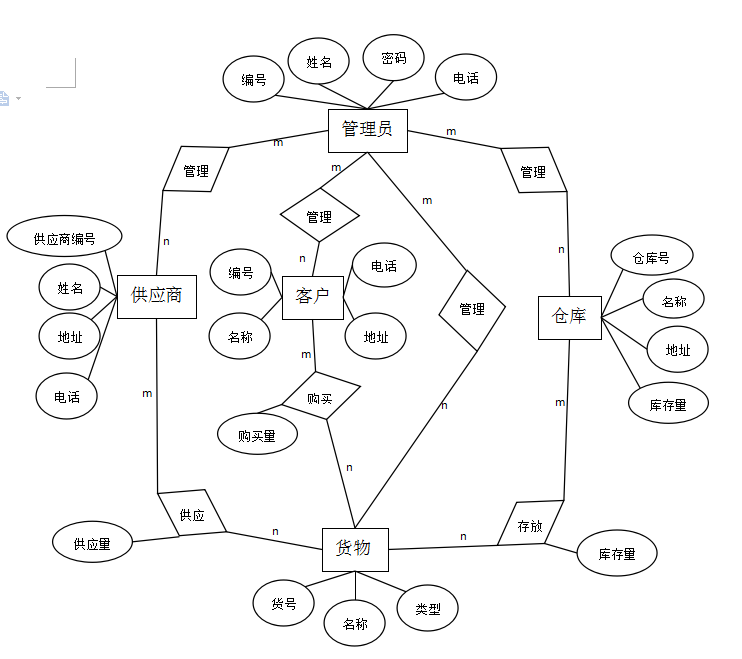 编号
姓名
密码
电话
管理员
m
m
管理
m
管理
管理
m
n
供应商编号
n
n
仓库号
编号
电话
姓名
供应商
客户
名称
管理
仓库
地址
名称
地址
地址
m
电话
m
购买
n
m
库存量
购买量
n
供应
存放
n
n
供应量
货物
库存量
货号
类型
名称